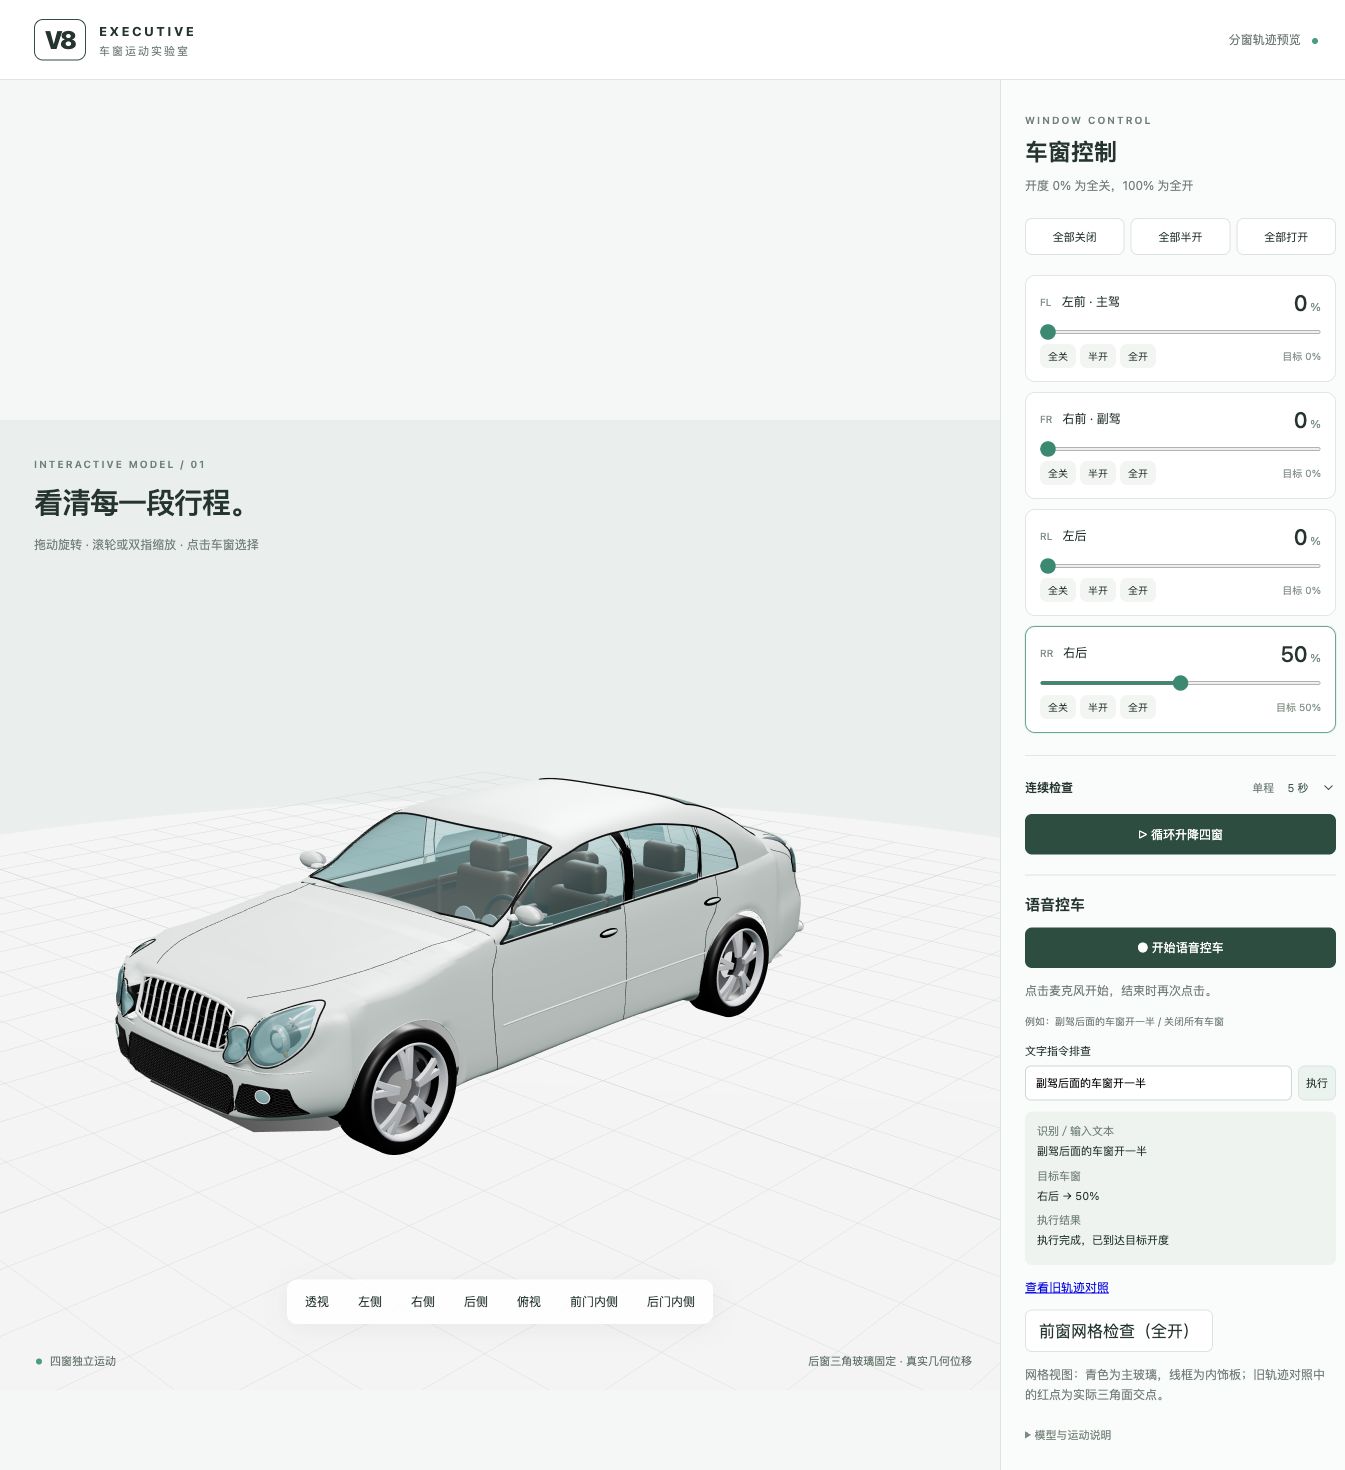 V8
EXECUTIVE
车窗运动实验室
分窗轨迹预览
INTERACTIVE MODEL / 01
看清每一段行程。
拖动旋转 · 滚轮或双指缩放 · 点击车窗选择
透视 左侧 右侧 后侧 俯视 前门内侧 后门内侧
四窗独立运动
后窗三角玻璃固定 · 真实几何位移
WINDOW CONTROL
车窗控制
开度 0% 为全关，100% 为全开
全部关闭 全部半开 全部打开
FL 左前 · 主驾 0 %
全关 半开 全开 目标 0%
FR 右前 · 副驾 0 %
全关 半开 全开 目标 0%
RL 左后 0 %
全关 半开 全开 目标 0%
RR 右后 50 %
全关 半开 全开 目标 50%
连续检查 单程 5 秒
▷ 循环升降四窗
语音控车
● 开始语音控车
点击麦克风开始，结束时再次点击。
例如：副驾后面的车窗开一半 / 关闭所有车窗
文字指令排查
副驾后面的车窗开一半 执行
识别 / 输入文本
副驾后面的车窗开一半
目标车窗
右后 → 50%
执行结果
执行完成，已到达目标开度
查看旧轨迹对照
前窗网格检查（全开）
网格视图：青色为主玻璃，线框为内饰板；旧轨迹对照中
的红点为实际三角面交点。
▶ 模型与运动说明